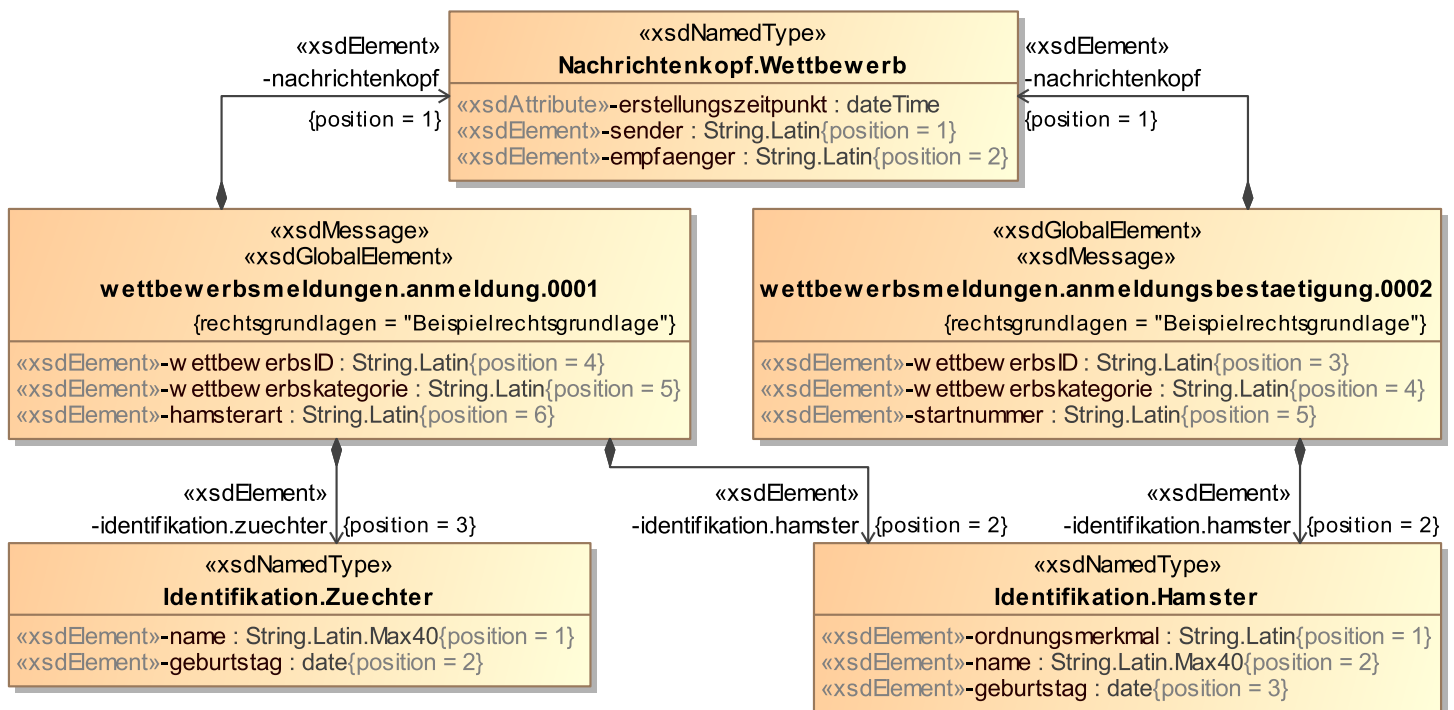 «xsdElement»
-nachrichtenkopf
{position = 1}
«xsdNamedType»
Nachrichtenkopf.Wettbewerb
«xsdAttribute»-erstellungszeitpunkt : dateTime
«xsdElement»-sender : String.Latin{position = 1}
«xsdElement»-empfaenger : String.Latin{position = 2}
«xsdElement»
-nachrichtenkopf
{position = 1}
«xsdMessage»
«xsdGlobalElement»
wettbewerbsmeldungen.anmeldung.0001
{rechtsgrundlagen = "Beispielrechtsgrundlage"}
«xsdElement»-wettbewerbsID : String.Latin{position = 4}
«xsdElement»-wettbewerbskategorie : String.Latin{position = 5}
«xsdElement»-hamsterart : String.Latin{position = 6}
«xsdGlobalElement»
«xsdMessage»
wettbewerbsmeldungen.anmeldungsbestaetigung.0002
{rechtsgrundlagen = "Beispielrechtsgrundlage"}
«xsdElement»-wettbewerbsID : String.Latin{position = 3}
«xsdElement»-wettbewerbskategorie : String.Latin{position = 4}
«xsdElement»-startnummer : String.Latin{position = 5}
«xsdElement»
-identifikation.zuechter {position = 3}
«xsdElement»
-identifikation.hamster {position = 2}
«xsdElement»
-identifikation.hamster {position = 2}
«xsdNamedType»
Identifikation.Zuechter
«xsdElement»-name : String.Latin.Max40{position = 1}
«xsdElement»-geburtstag : date{position = 2}
«xsdNamedType»
Identifikation.Hamster
«xsdElement»-ordnungsmerkmal : String.Latin{position = 1}
«xsdElement»-name : String.Latin.Max40{position = 2}
«xsdElement»-geburtstag : date{position = 3}